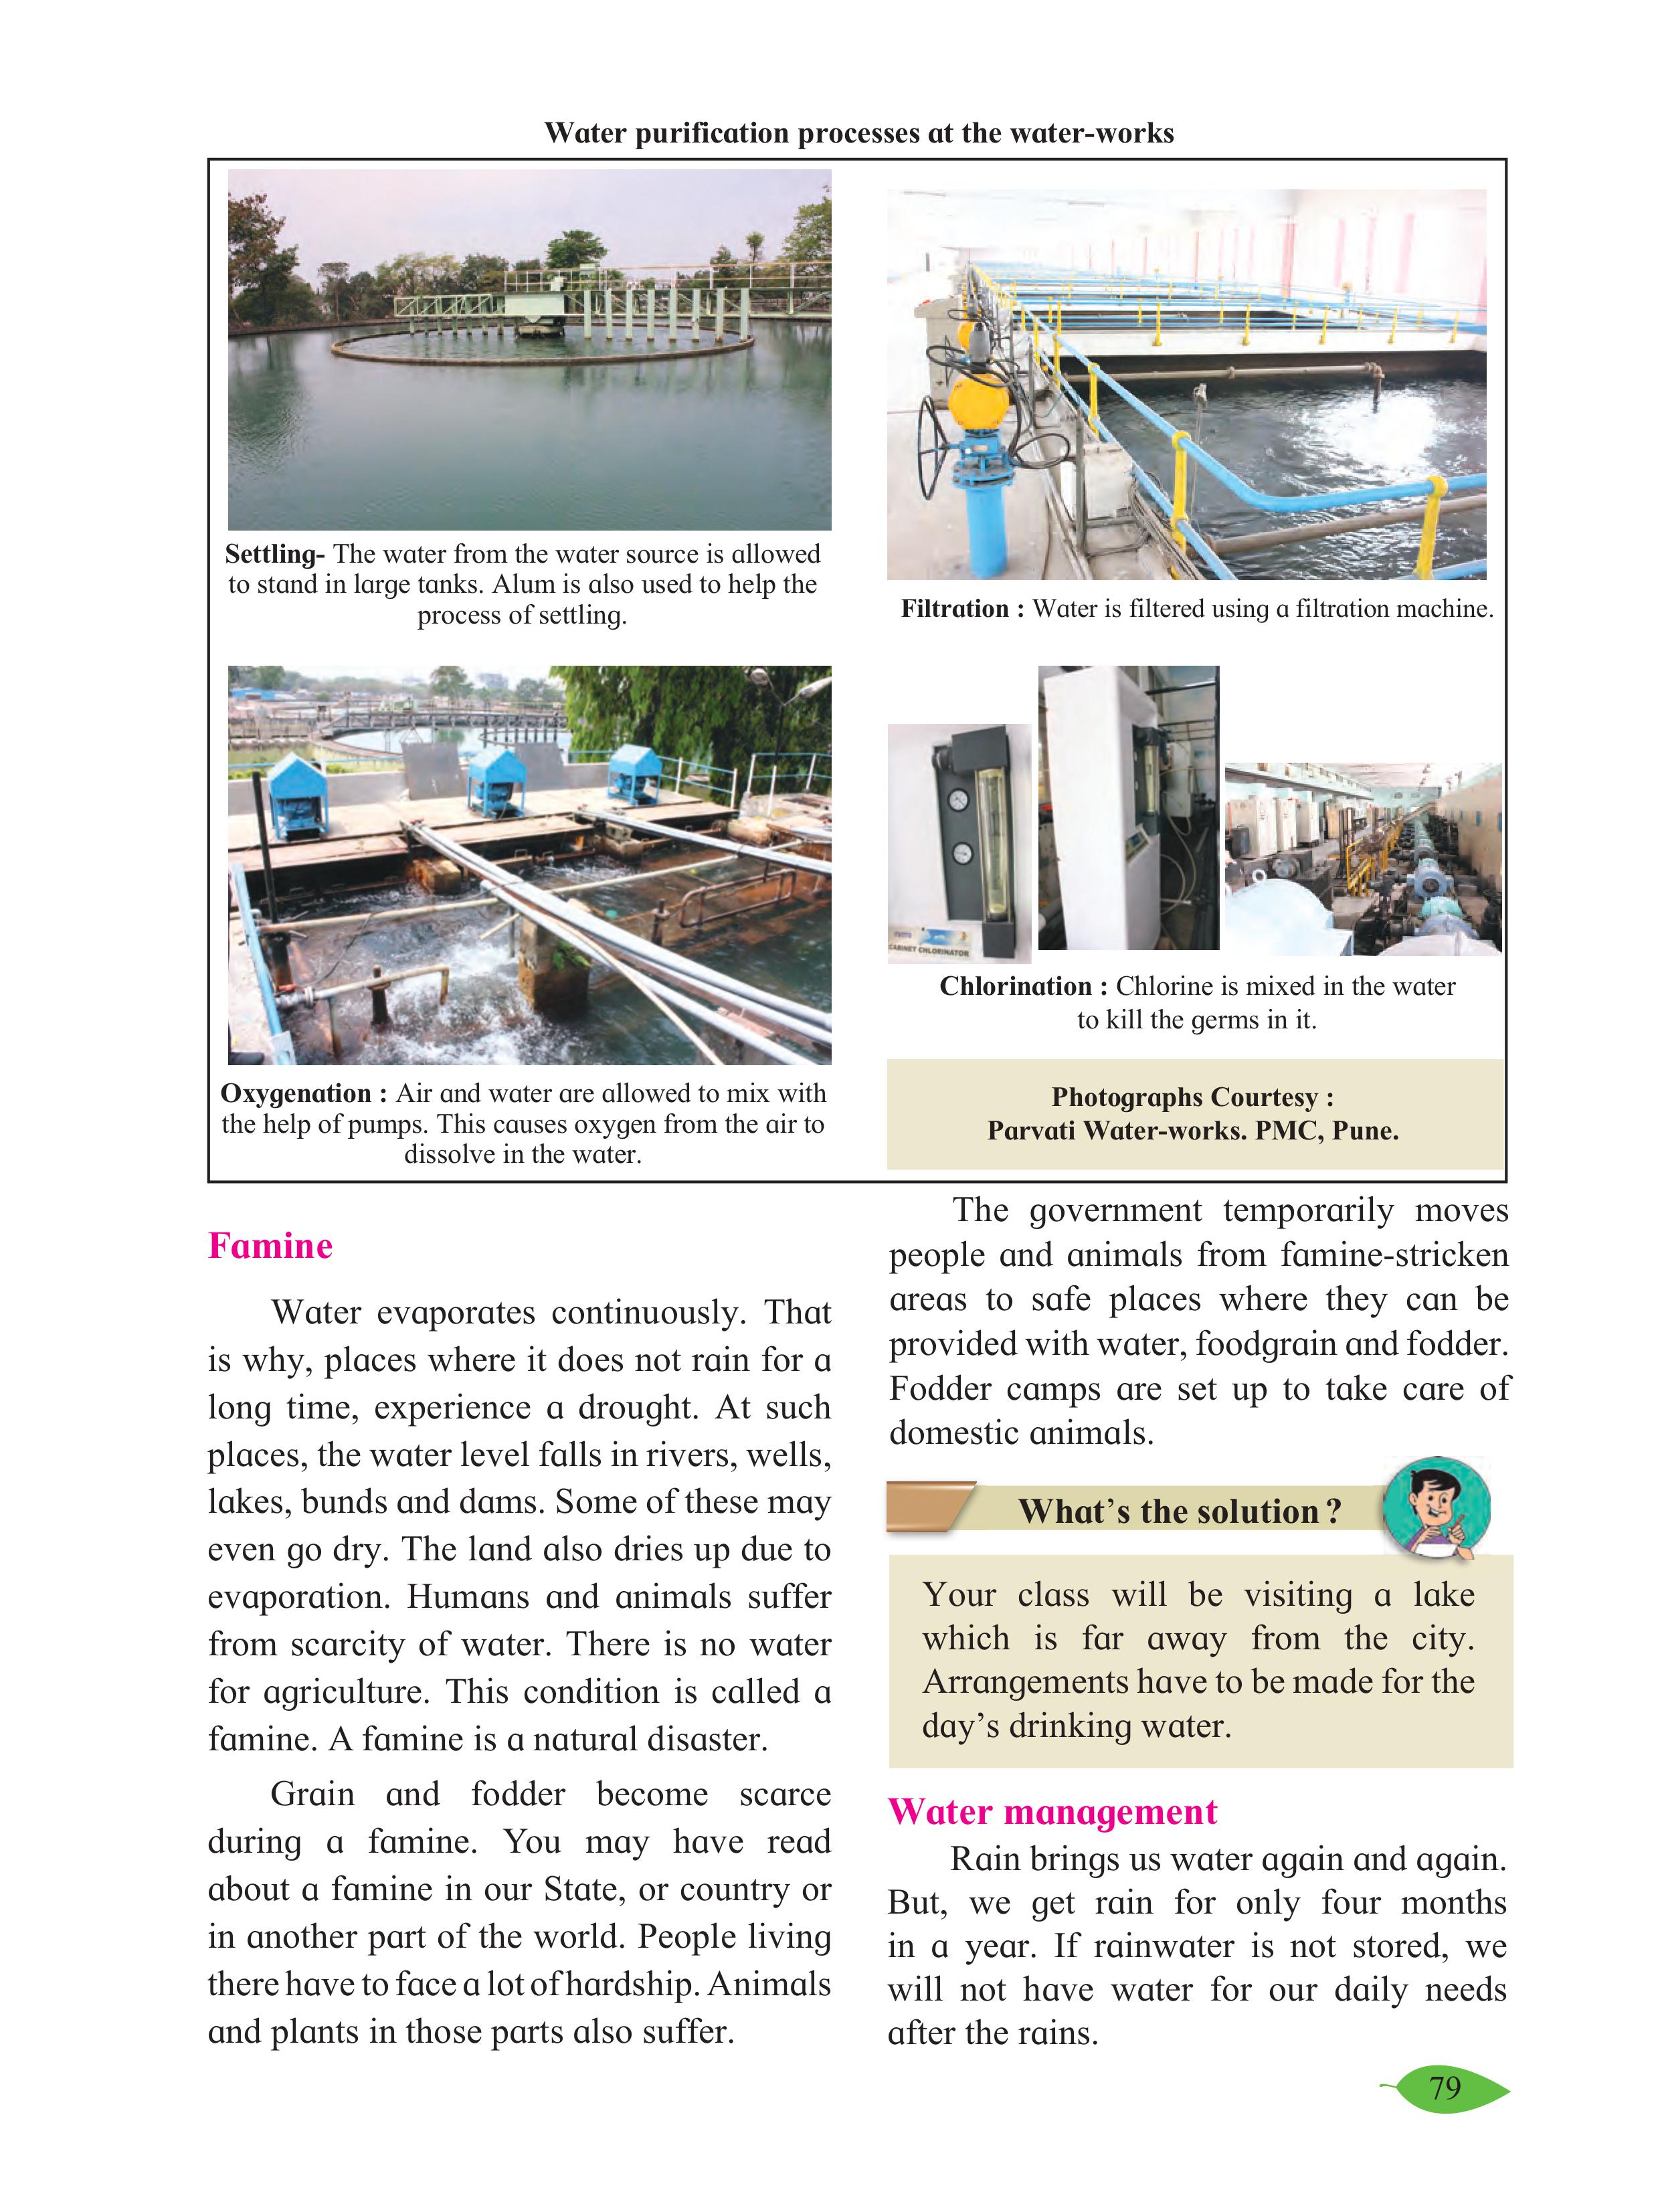 Water purification processes at the water-works
Settling- The water from the water source is allowed
to stand in large tanks. Alum is also used to help the
process of settling.
Filtration : Water is filtered using a filtration machine.
CABINET CHLORINATOR
Oxygenation : Air and water are allowed to mix with
the help of pumps. This causes oxygen from the air to
dissolve in the water.
Chlorination : Chlorine is mixed in the water
to kill the germs in it.
Photographs Courtesy :
Parvati Water-works. PMC, Pune.
Famine
Water evaporates continuously. That
is why, places where it does not rain for a
long time, experience a drought. At such
places, the water level falls in rivers, wells,
lakes, bunds and dams. Some of these may
even go dry. The land also dries up due to
evaporation. Humans and animals suffer
from scarcity of water. There is no water
for agriculture. This condition is called a
famine. A famine is a natural disaster.
Grain and fodder become scarce
during a famine. You may have read
about a famine in our State, or country or
in another part of the world. People living
there have to face a lot of hardship. Animals
and plants in those parts also suffer.
The government temporarily moves
people and animals from famine-stricken
areas to safe places where they can be
provided with water, foodgrain and fodder.
Fodder camps are set up to take care of
domestic animals.
What's the solution ?
Your class will be visiting a lake
which is far away from the city.
Arrangements have to be made for the
day's drinking water.
Water management
Rain brings us water again and again.
But, we get rain for only four months
in a year. If rainwater is not stored, we
will not have water for our daily needs
after the rains.
79